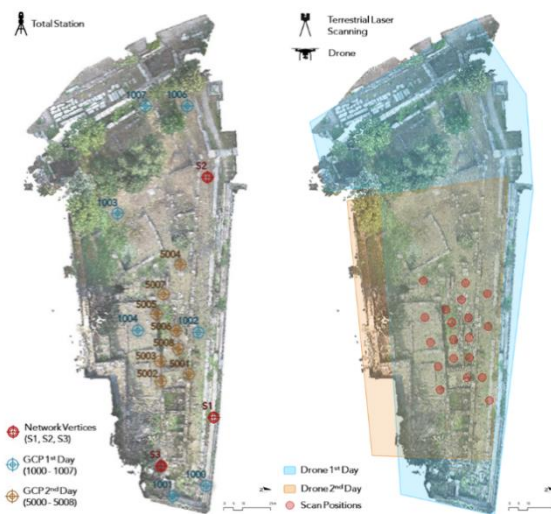 Total Station
1007
1006
S2
1003
5004
5007
5005
1004
5006
1002
5008
5003
5002
5001
S1
S3
1000
1001
Network Vertices
(S1, S2, S3)
GCP 1st Day
(1000 - 1007)
GCP 2nd Day
(5000 - 5008)
Terrestrial Laser
Scanning
Drone
Drone 1st Day
Drone 2nd Day
Scan Positions